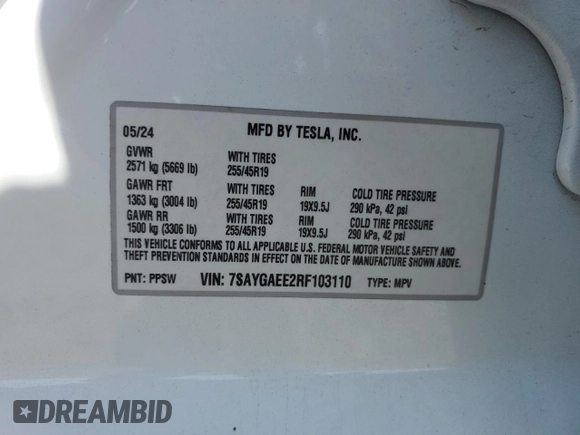 05/24 MFD BY TESLA, INC.
GVWR WITH TIRES
2571 kg (5669 lb) 255/45R19
GAWR FRT WITH TIRES RIM COLD TIRE PRESSURE
1363 kg (3004 lb) 255/45R19 19X9.5J 290 kPa, 42 psi
GAWR RR WITH TIRES RIM COLD TIRE PRESSURE
1500 kg (3306 lb) 255/45R19 19X9.5J 290 kPa, 42 psi
THIS VEHICLE CONFORMS TO ALL APPLICABLE U.S. FEDERAL MOTOR VEHICLE SAFETY AND
THEFT PREVENTION STANDARDS IN EFFECT ON THE DATE OF MANUFACTURE SHOWN ABOVE.
PNT: PPSW VIN: 7SAYGAEE2RF103110 TYPE: MPV
DREAMBID